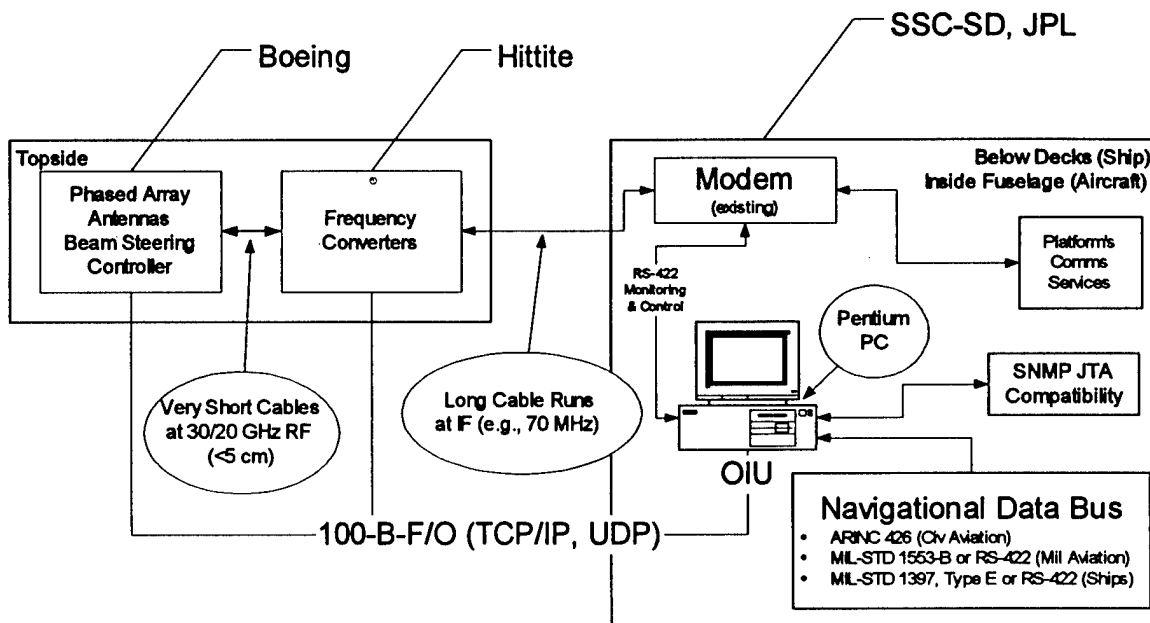 SSC-SD, JPL
Boeing
Hittite
Topside
Phased Array
Antennas
Beam Steering
Controller
Frequency
Converters
Below Decks (Ship)
Inside Fuselage (Aircraft)
Modem
(existing)
Platform's
Comms
Services
RS-422
Monitoring
& Control
Pentium
PC
SNMP JTA
Compatibility
Very Short Cables
at 30/20 GHz RF
(<5 cm)
Long Cable Runs
at IF (e.g., 70 MHz)
OIU
100-B-F/O (TCP/IP, UDP)
Navigational Data Bus
• ARINC 426 (Civ Aviation)
• MIL-STD 1553-B or RS-422 (Mil Aviation)
• MIL-STD 1397, Type E or RS-422 (Ships)